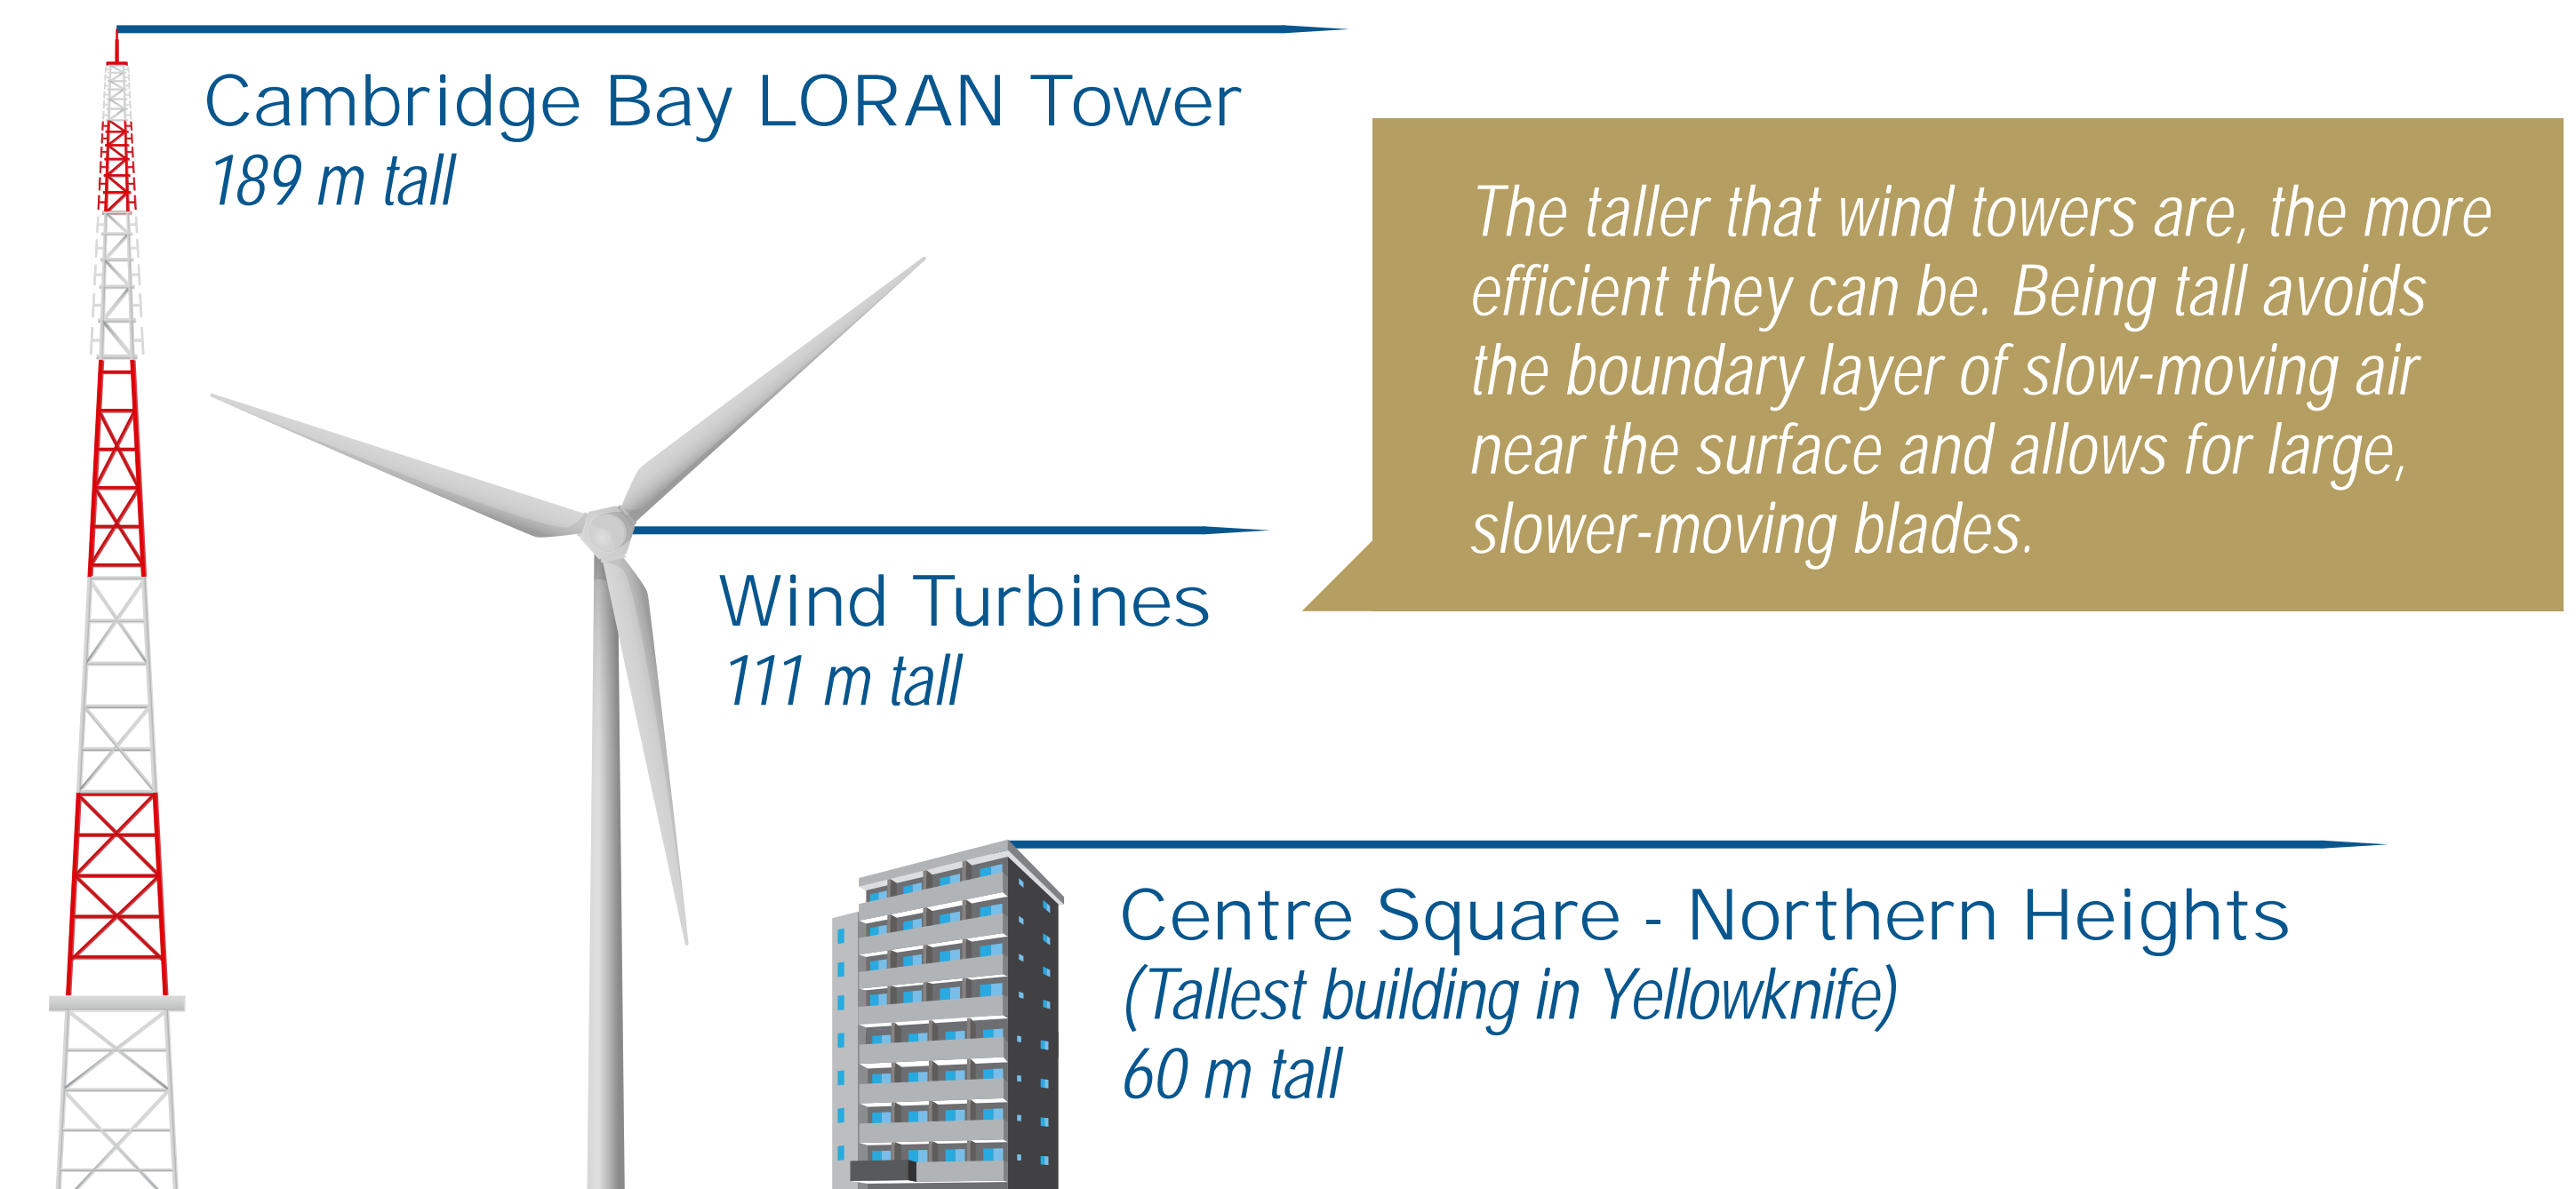 Cambridge Bay LORAN Tower
189 m tall
The taller that wind towers are, the more
efficient they can be. Being tall avoids
the boundary layer of slow-moving air
near the surface and allows for large,
slower-moving blades.
Wind Turbines
111 m tall
Centre Square - Northern Heights
(Tallest building in Yellowknife)
60 m tall